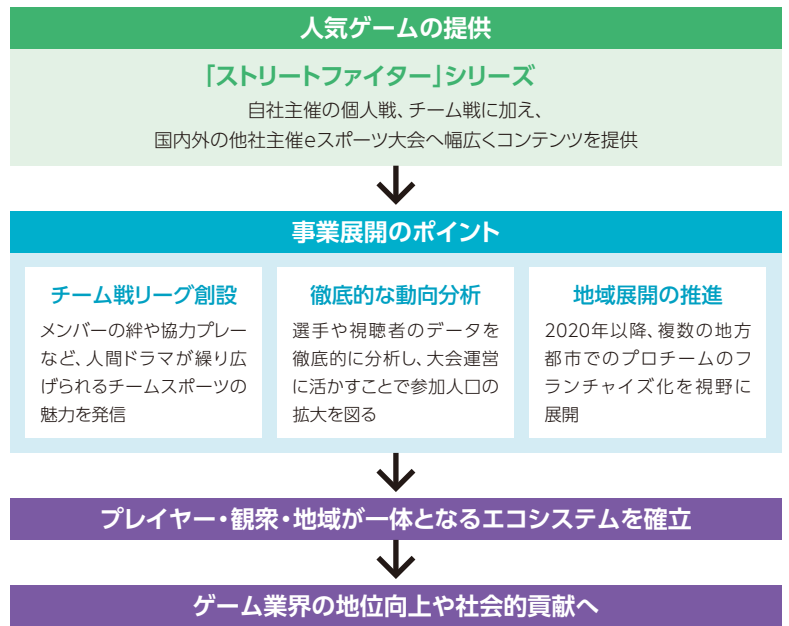 人気ゲームの提供
「ストリートファイター」シリーズ
自社主催の個人戦、チーム戦に加え、
国内外の他社主催eスポーツ大会へ幅広くコンテンツを提供
事業展開のポイント
チーム戦リーグ創設
メンバーの絆や協力プレー
など、人間ドラマが繰り広
げられるチームスポーツの
魅力を発信
徹底的な動向分析
選手や視聴者のデータを
徹底的に分析し、大会運営
に活かすことで参加人口の
拡大を図る
地域展開の推進
2020年以降、複数の地方
都市でのプロチームのフ
ランチャイズ化を視野に
展開
プレイヤー・観衆・地域が一体となるエコシステムを確立
ゲーム業界の地位向上や社会的貢献へ